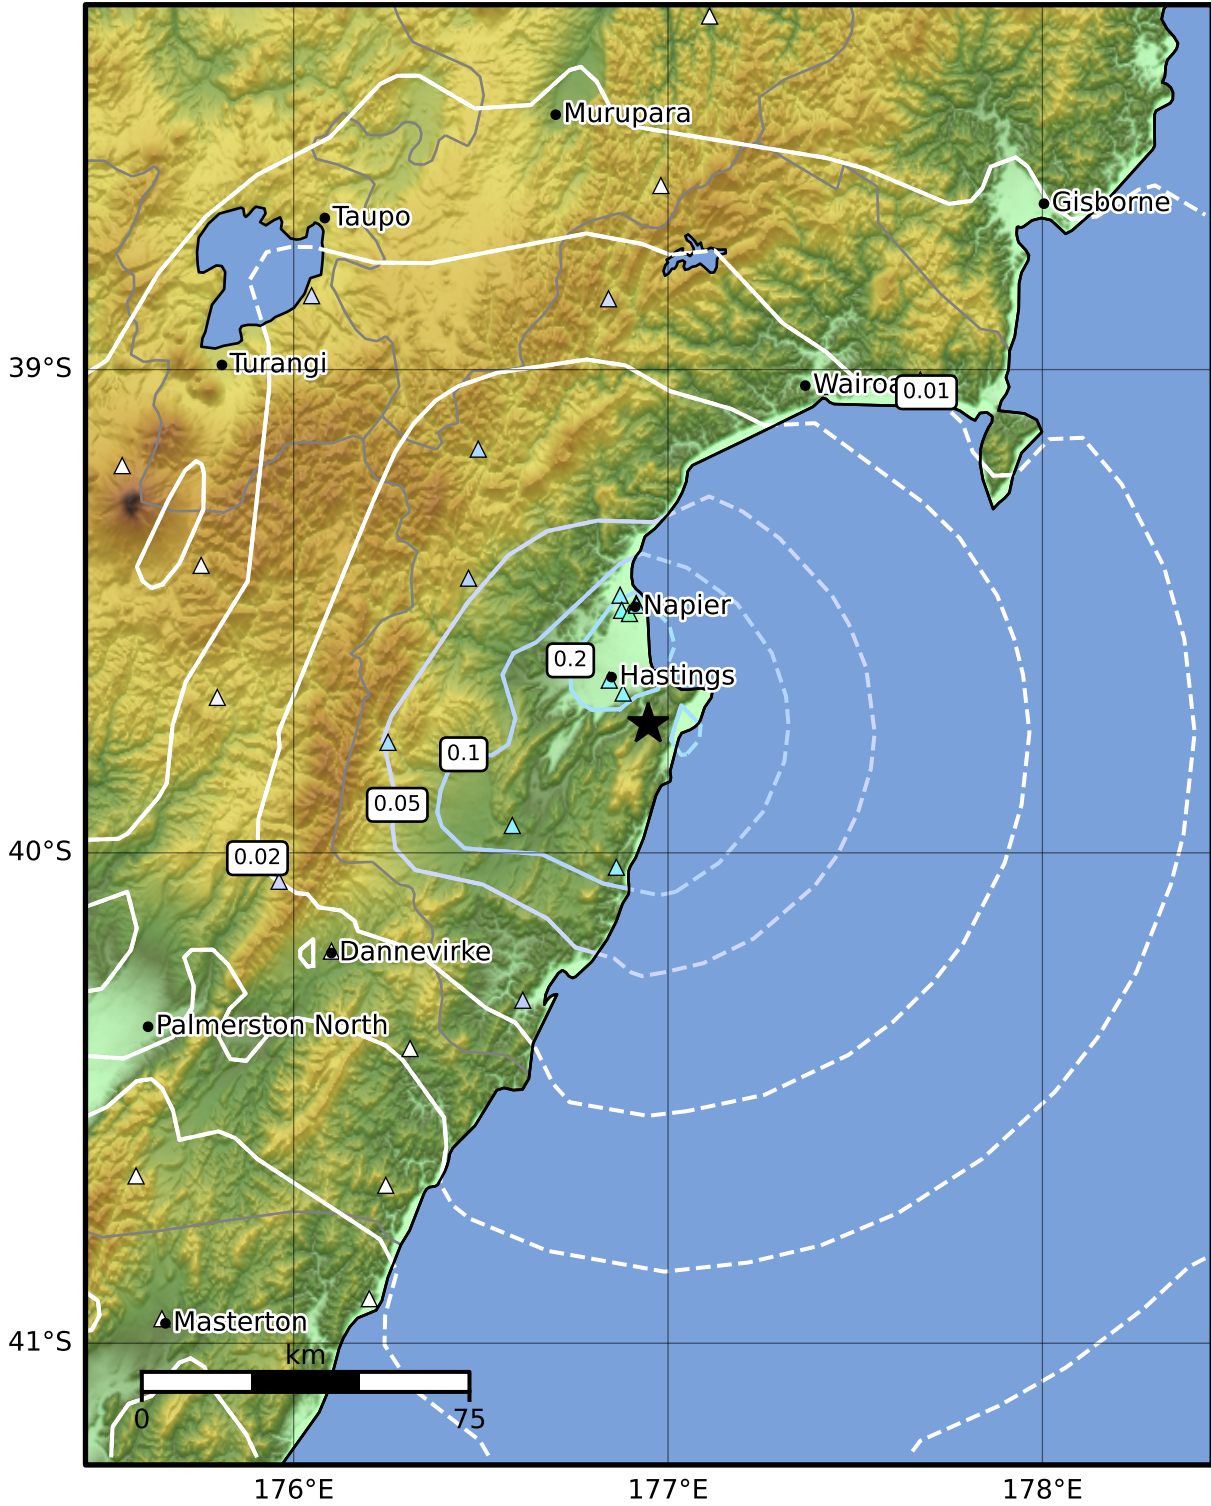 Murupara
Gisborne
Taupo
Turangi
39°S
Wairoa
0.01
Napier
0.2
Hastings
0.1
0.05
40°S
0.02
Dannevirke
Palmerston North
Masterton
41°S
km
0
75
176°E
177°E
178°E